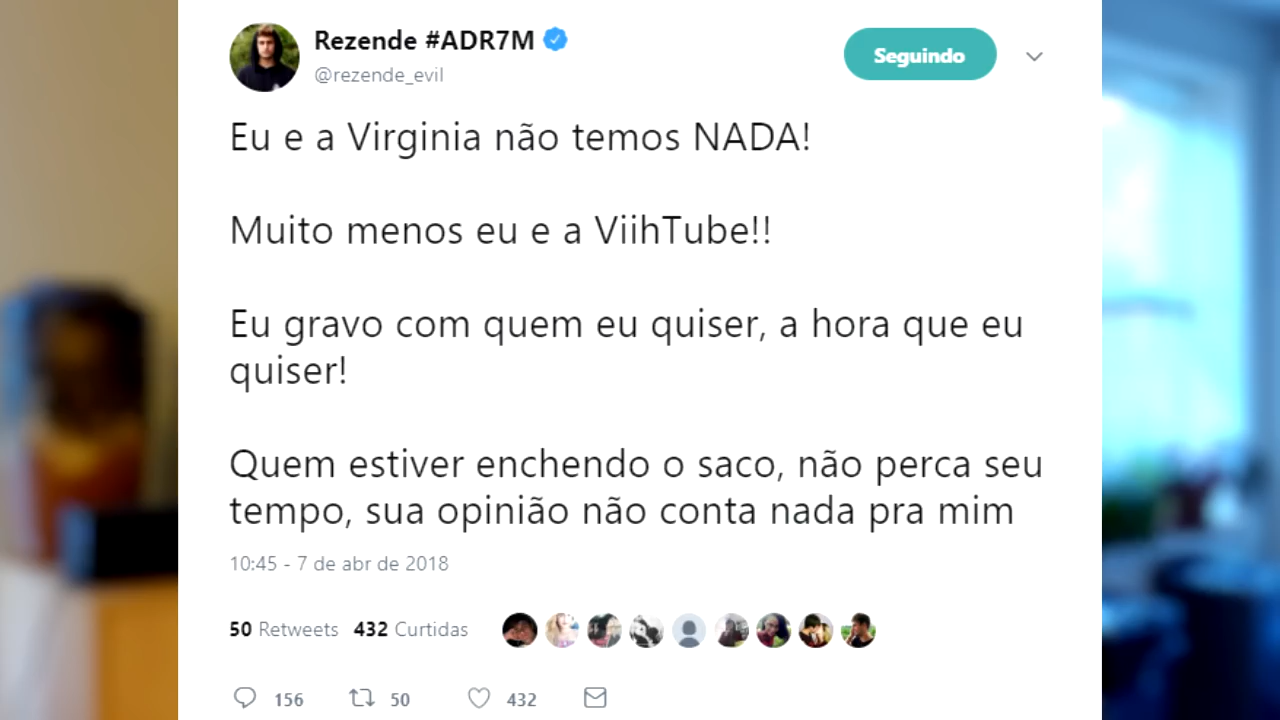 Rezende #ADR7M
@rezende_evil
Seguindo
Eu e a Virginia não temos NADA!
Muito menos eu e a ViihTube!!
Eu gravo com quem eu quiser, a hora que eu
quiser!
Quem estiver enchendo o saco, não perca seu
tempo, sua opinião não conta nada pra mim
10:45 - 7 de abr de 2018
50 Retweets 432 Curtidas
156 50 432